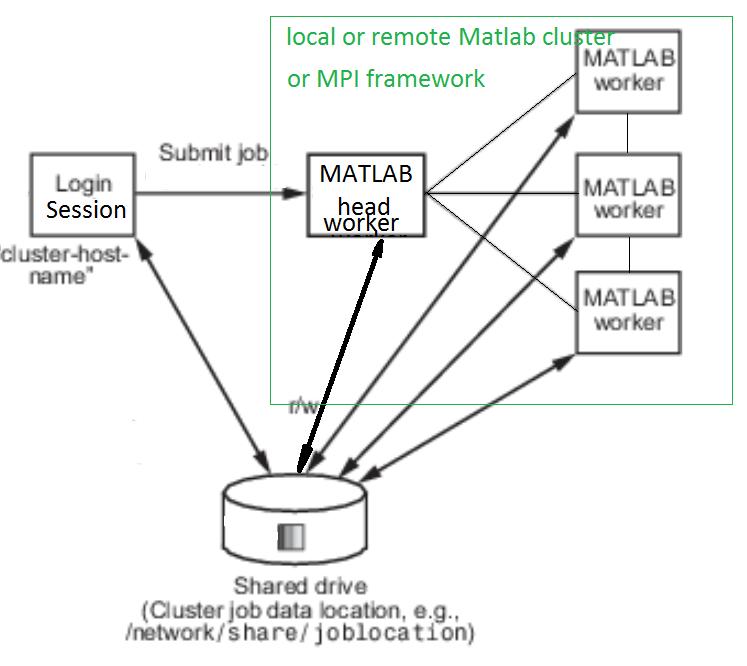 local or remote Matlab cluster
or MPI framework
MATLAB
worker
Submit job
Login
Session
"cluster-host-
name"
MATLAB
head
worker
MATLAB
worker
MATLAB
worker
r/w
Shared drive
(Cluster job data location, e.g.,
/network/share/joblocation)